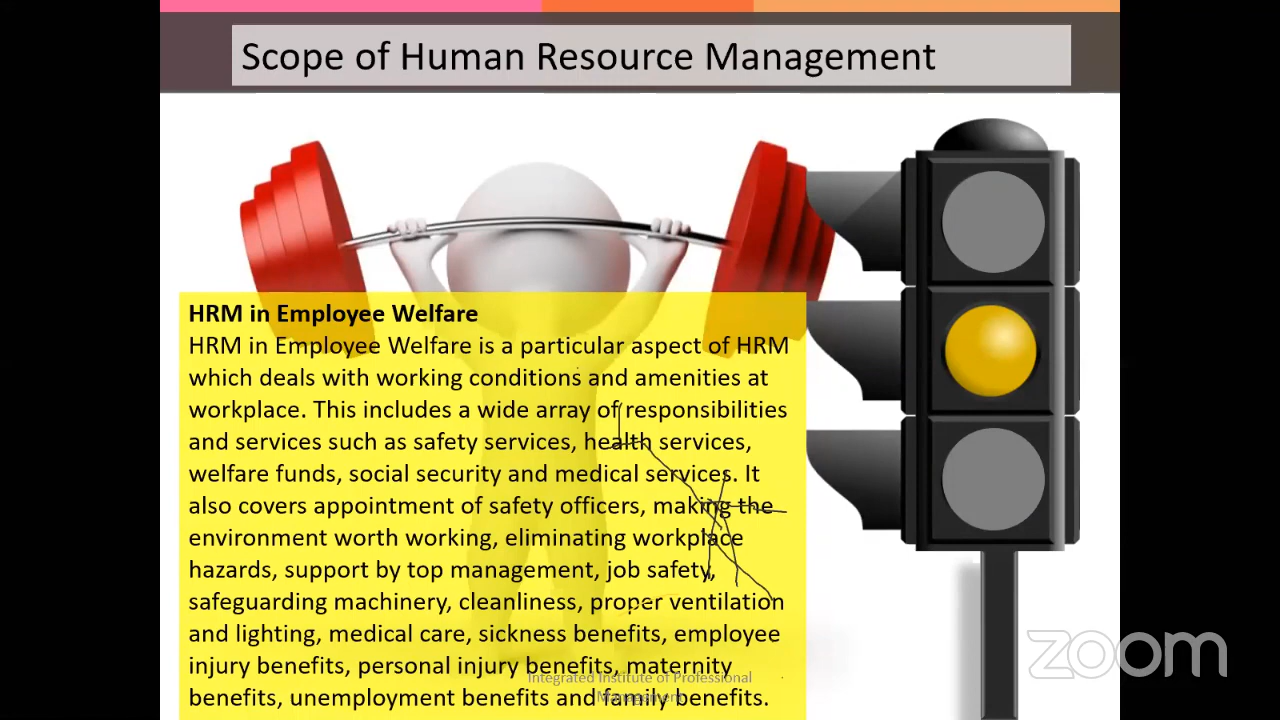 Scope of Human Resource Management
HRM in Employee Welfare
HRM in Employee Welfare is a particular aspect of HRM
which deals with working conditions and amenities at
workplace. This includes a wide array of responsibilities
and services such as safety services, health services,
welfare funds, social security and medical services. It
also covers appointment of safety officers, making the
environment worth working, eliminating workplace
hazards, support by top management, job safety,
safeguarding machinery, cleanliness, proper ventilation
and lighting, medical care, sickness benefits, employee
injury benefits, personal injury benefits, maternity
benefits, unemployment benefits and family benefits.
Integrated Institute of Professional
Management
zoom